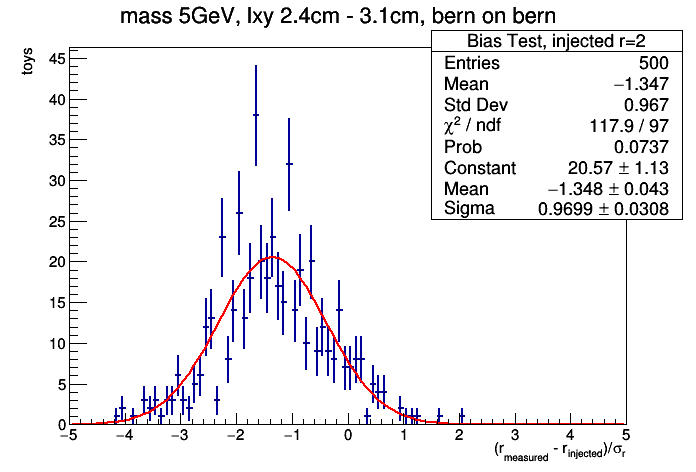 mass 5GeV, lxy 2.4cm - 3.1cm, bern on bern
Bias Test, injected r=2
Entries 500
Mean −1.347
Std Dev 0.967
χ² / ndf 117.9 / 97
Prob 0.0737
Constant 20.57 ± 1.13
Mean −1.348 ± 0.043
Sigma 0.9699 ± 0.0308
toys
45
40
35
30
25
20
15
10
5
0
−5 −4 −3 −2 −1 0 1 2 3 4 5
(r_measured - r_injected)/σ_r